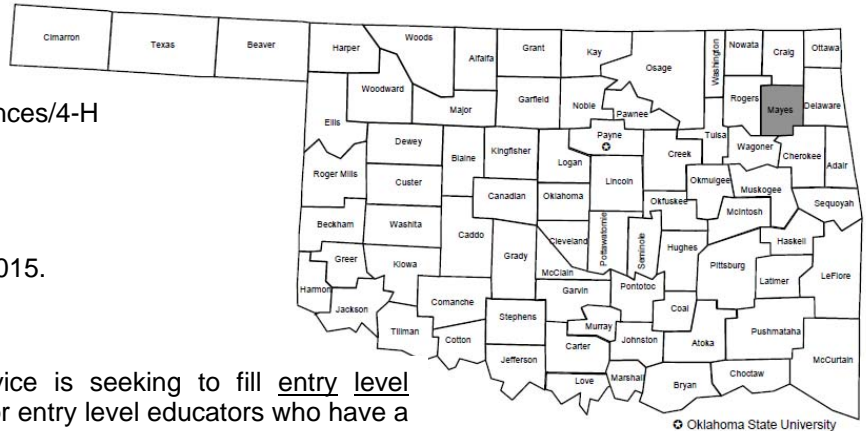 Cimarron
Texas
Beaver
Harper
Woods
Alfalfa
Grant
Kay
Osage
Washington
Nowata
Craig
Ottawa
Woodward
Ellis
Major
Garfield
Noble
Pawnee
Rogers
Mayes
Delaware
nces/4-H
Dewey
Blaine
Kingfisher
Logan
Payne
Creek
Tulsa
Wagoner
Cherokee
Adair
Roger Mills
Custer
Canadian
Oklahoma
Lincoln
Okmulgee
Okfuskee
Muskogee
McIntosh
Sequoyah
Beckham
Washita
Caddo
Grady
Cleveland
Pottawatomie
Seminole
Hughes
Pittsburg
Haskell
Latimer
LeFlore
015.
Greer
Kiowa
McClain
Garvin
Pontotoc
Coal
Harmon
Jackson
Comanche
Stephens
Murray
Johnston
Atoka
Pushmataha
McCurtain
Tillman
Cotton
Jefferson
Carter
Love
Marshall
Bryan
Choctaw
vice is seeking to fill entry level
or entry level educators who have a
Oklahoma State University